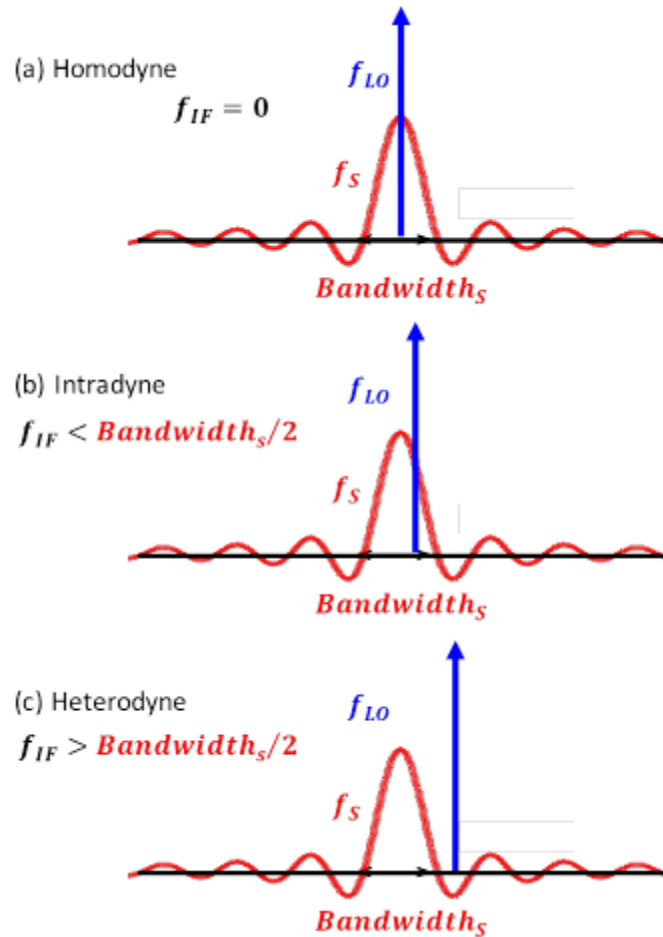 (a) Homodyne
f_LO
f_IF = 0
f_S
Bandwidth_S
(b) Intradyne
f_LO
f_IF < Bandwidth_s/2
f_S
Bandwidth_S
(c) Heterodyne
f_LO
f_IF > Bandwidth_s/2
f_S
Bandwidth_S